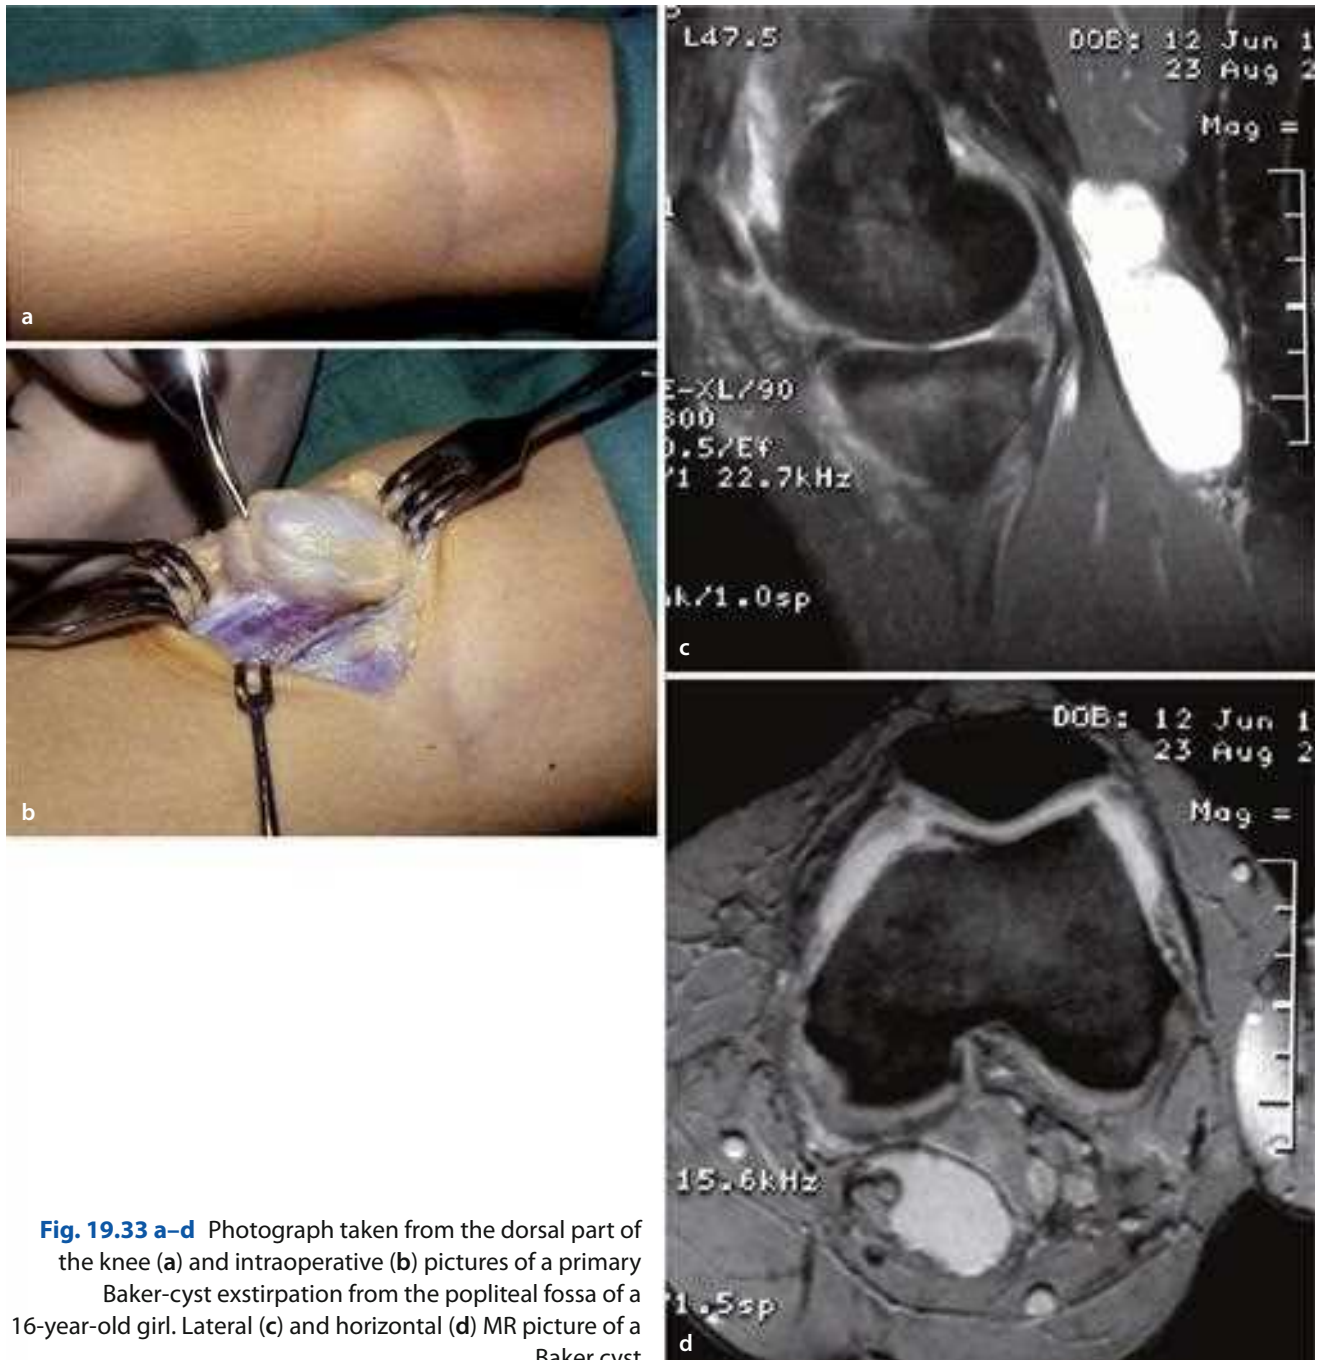 a
b
L47.5
DOB: 12 Jun 1
23 Aug 2
Mag =
E-XL/90
300
0.5/Ef
/1 22.7kHz
k/1.0sp
c
DOB: 12 Jun 1
23 Aug 2
Mag =
15.6kHz
1.5sp
d
Fig. 19.33 a–d Photograph taken from the dorsal part of
the knee (a) and intraoperative (b) pictures of a primary
Baker-cyst exstirpation from the popliteal fossa of a
16-year-old girl. Lateral (c) and horizontal (d) MR picture of a
Baker cyst